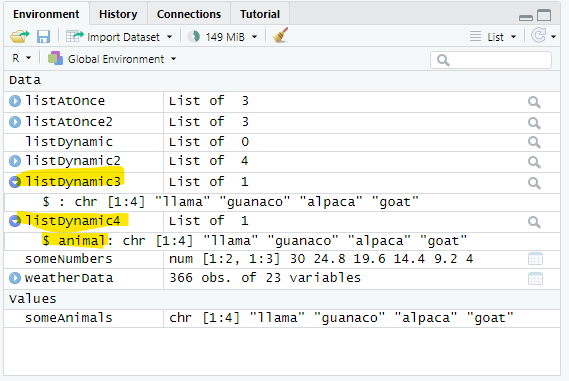 Environment History Connections Tutorial
Import Dataset 149 MiB List
R Global Environment
Data
listAtOnce List of 3
listAtOnce2 List of 3
listDynamic List of 0
listDynamic2 List of 4
listDynamic3 List of 1
$ : chr [1:4] "llama" "guanaco" "alpaca" "goat"
listDynamic4 List of 1
$ animal: chr [1:4] "llama" "guanaco" "alpaca" "goat"
someNumbers num [1:2, 1:3] 30 24.8 19.6 14.4 9.2 4
weatherData 366 obs. of 23 variables
Values
someAnimals chr [1:4] "llama" "guanaco" "alpaca" "goat"